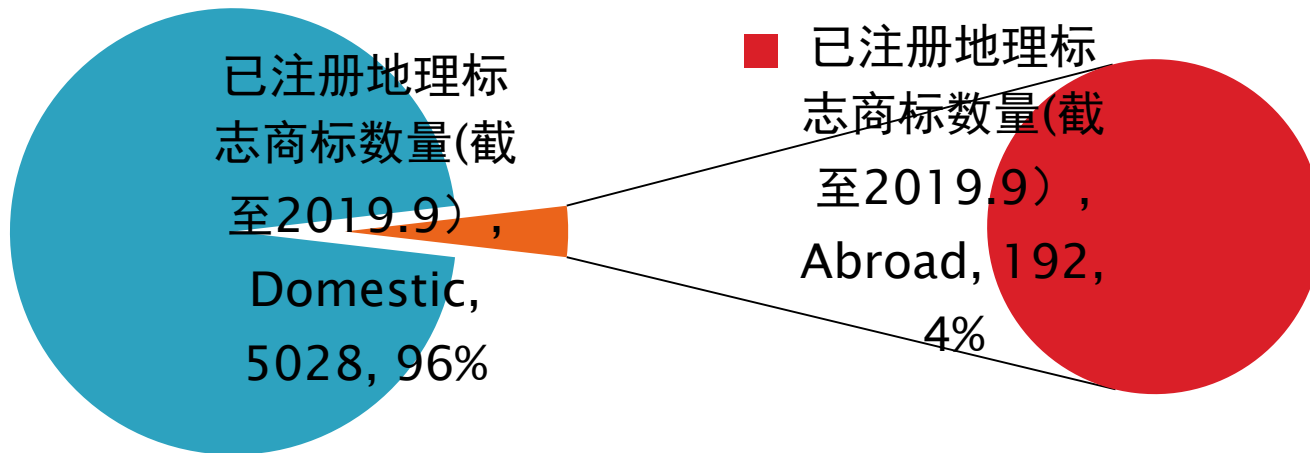 已注册地理标
志商标数量(截
至2019.9）,
Domestic,
5028, 96%
已注册地理标
志商标数量(截
至2019.9）,
Abroad, 192,
4%